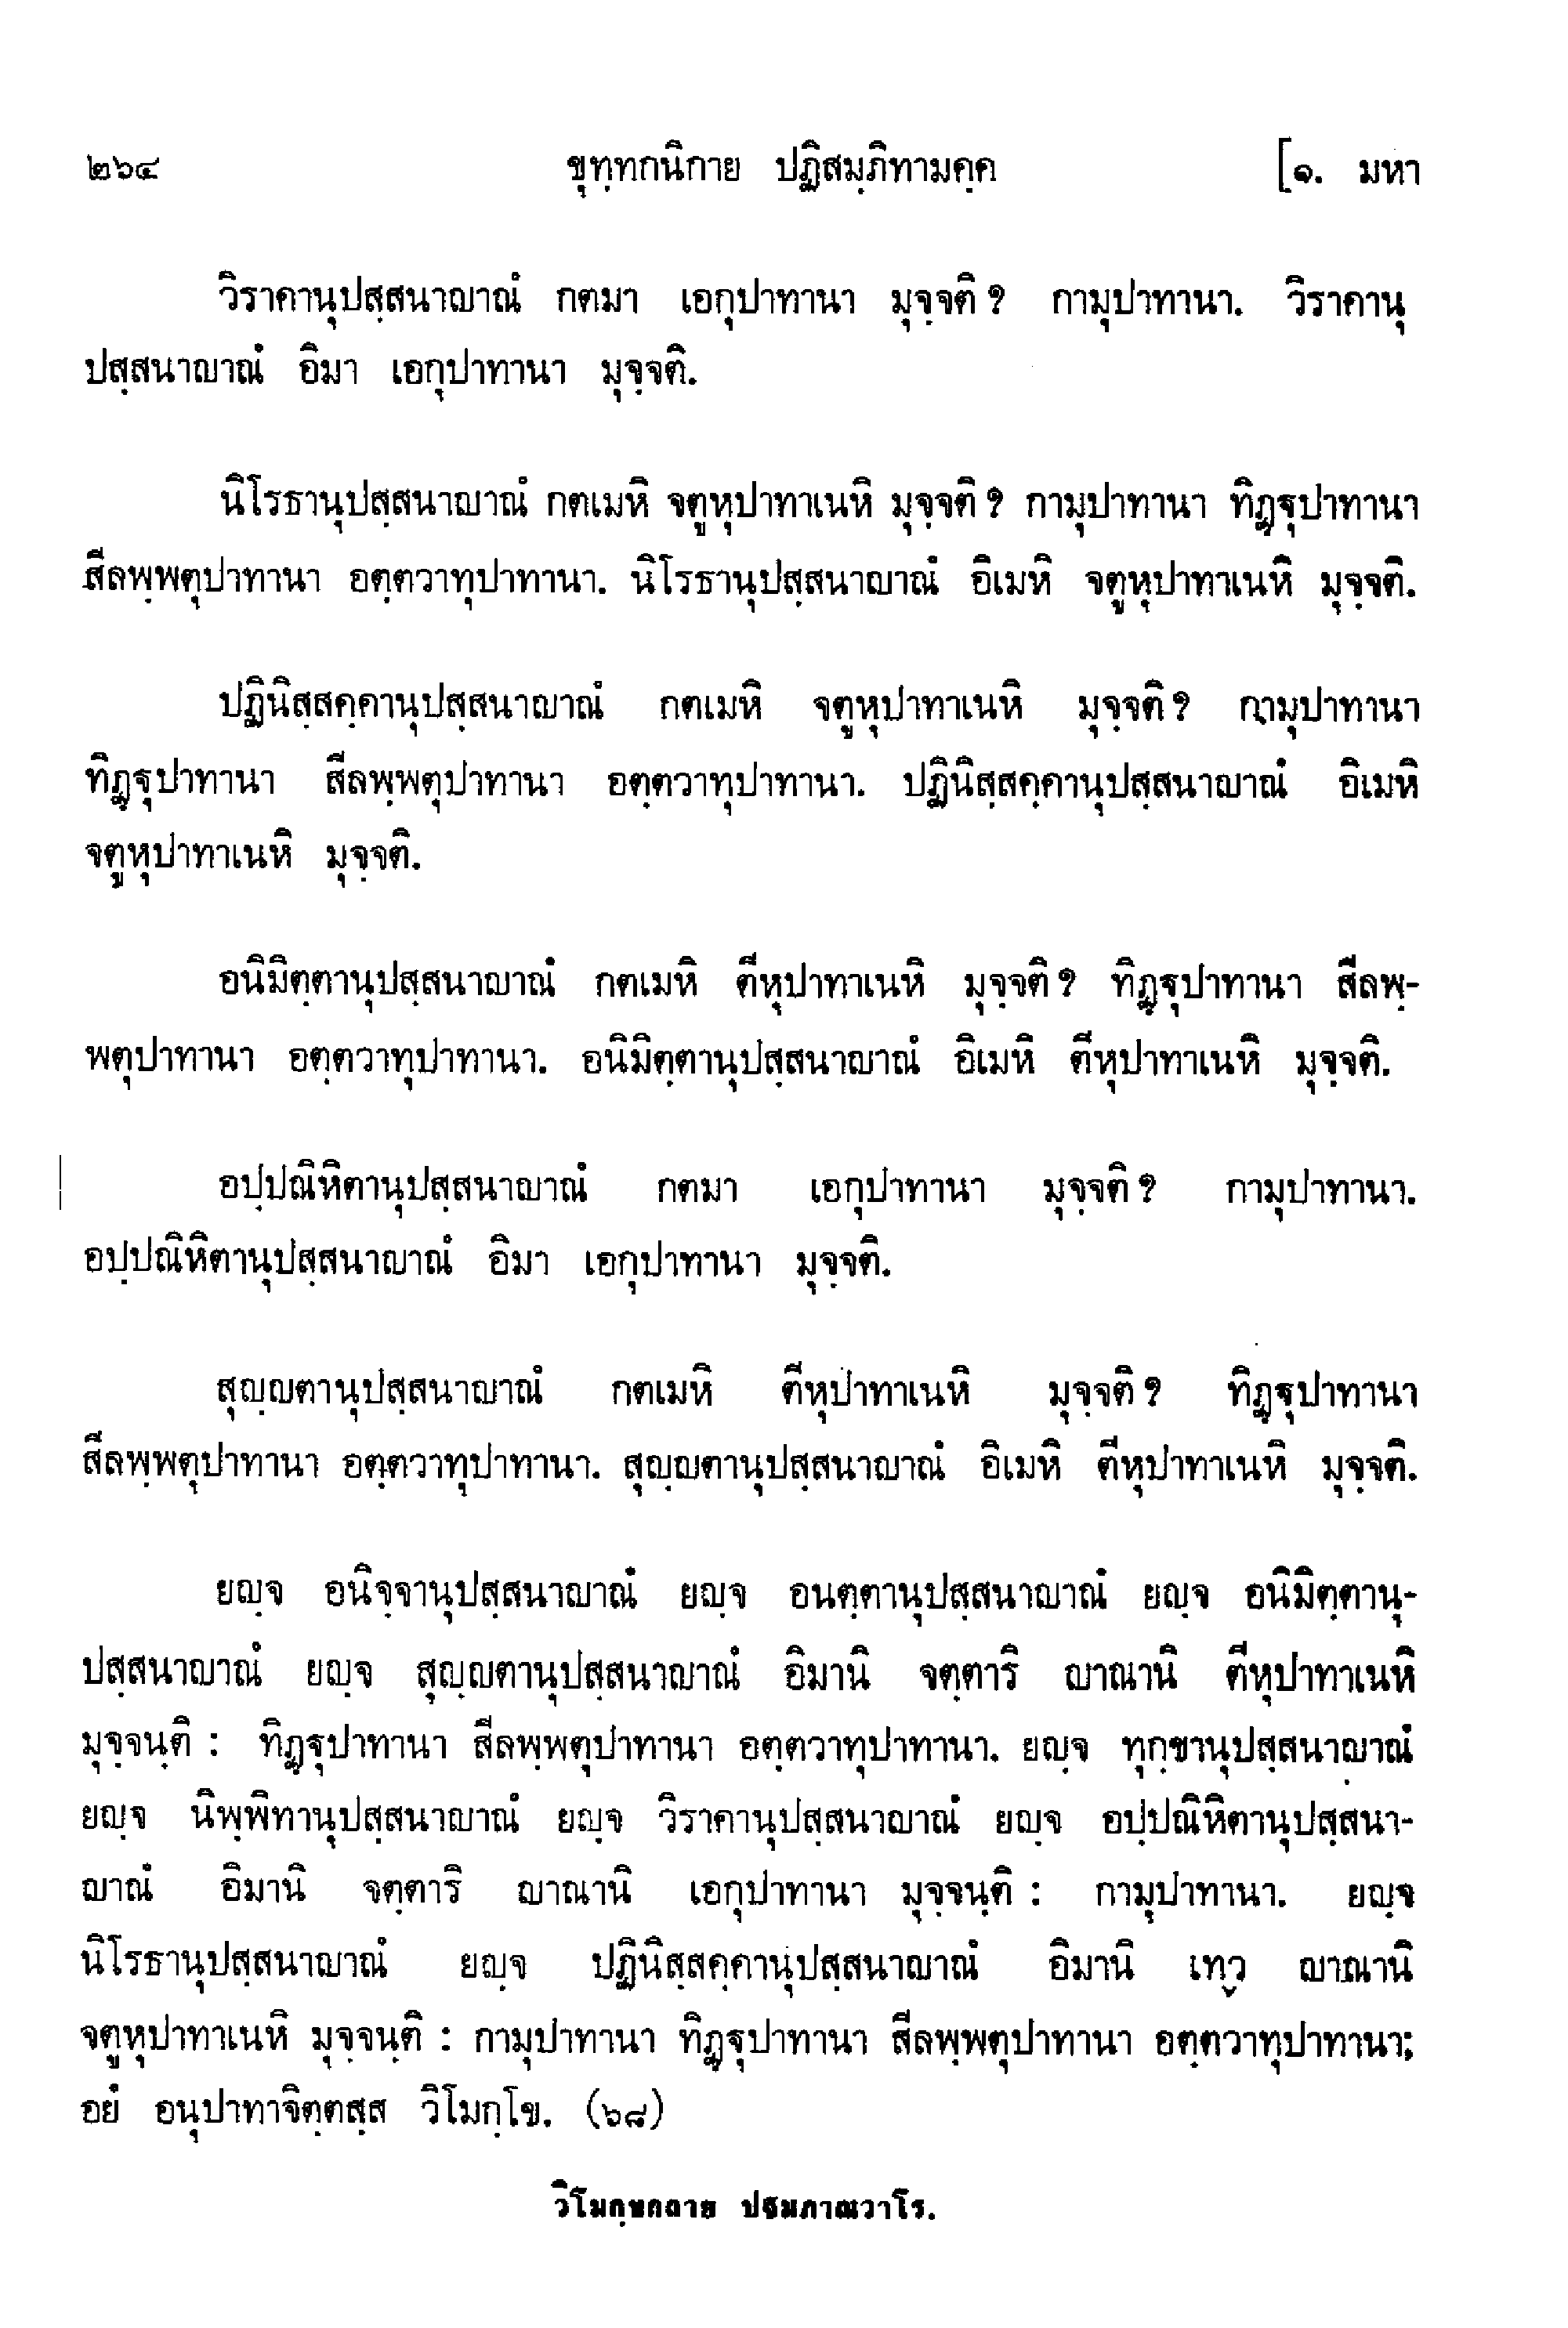 ๒๖๔ ขุทฺทกนิกาย ปฏิสมฺภิทามคฺค [๑. มหา
วิราคานุปสฺสนาญาณํ กตมา เอกุปาทานา มุจฺจติ ? กามุปาทานา. วิราคานุ
ปสฺสนาญาณํ อิมา เอกุปาทานา มุจฺจติ.
นิโรธานุปสฺสนาญาณํ กตเมหิ จตูหุปาทาเนหิ มุจฺจติ ? กามุปาทานา ทิฏฺฐุปาทานา
สีลพฺพตุปาทานา อตฺตวาทุปาทานา. นิโรธานุปสฺสนาญาณํ อิเมหิ จตูหุปาทาเนหิ มุจฺจติ.
ปฏินิสฺสคฺคานุปสฺสนาญาณํ กตเมหิ จตูหุปาทาเนหิ มุจฺจติ ? กามุปาทานา
ทิฏฺฐุปาทานา สีลพฺพตุปาทานา อตฺตวาทุปาทานา. ปฏินิสฺสคฺคานุปสฺสนาญาณํ อิเมหิ
จตูหุปาทาเนหิ มุจฺจติ.
อนิมิตฺตานุปสฺสนาญาณํ กตเมหิ ตีหุปาทาเนหิ มุจฺจติ ? ทิฏฺฐุปาทานา สีลพฺ-
พตุปาทานา อตฺตวาทุปาทานา. อนิมิตฺตานุปสฺสนาญาณํ อิเมหิ ตีหุปาทาเนหิ มุจฺจติ.
อปฺปณิหิตานุปสฺสนาญาณํ กตมา เอกุปาทานา มุจฺจติ ? กามุปาทานา.
อปฺปณิหิตานุปสฺสนาญาณํ อิมา เอกุปาทานา มุจฺจติ.
สุญฺญตานุปสฺสนาญาณํ กตเมหิ ตีหุปาทาเนหิ มุจฺจติ ? ทิฏฺฐุปาทานา
สีลพฺพตุปาทานา อตฺตวาทุปาทานา. สุญฺญตานุปสฺสนาญาณํ อิเมหิ ตีหุปาทาเนหิ มุจฺจติ.
ยญฺจ อนิจฺจานุปสฺสนาญาณํ ยญฺจ อนตฺตานุปสฺสนาญาณํ ยญฺจ อนิมิตฺตานุ-
ปสฺสนาญาณํ ยญฺจ สุญฺญตานุปสฺสนาญาณํ อิมานิ จตฺตาริ ญาณานิ ตีหุปาทาเนหิ
มุจฺจนฺติ : ทิฏฺฐุปาทานา สีลพฺพตุปาทานา อตฺตวาทุปาทานา. ยญฺจ ทุกฺขานุปสฺสนาญาณํ
ยญฺจ นิพฺพิทานุปสฺสนาญาณํ ยญฺจ วิราคานุปสฺสนาญาณํ ยญฺจ อปฺปณิหิตานุปสฺสนา-
ญาณํ อิมานิ จตฺตาริ ญาณานิ เอกุปาทานา มุจฺจนฺติ : กามุปาทานา. ยญฺจ
นิโรธานุปสฺสนาญาณํ ยญฺจ ปฏินิสฺสคฺคานุปสฺสนาญาณํ อิมานิ เทฺว ญาณานิ
จตูหุปาทาเนหิ มุจฺจนฺติ : กามุปาทานา ทิฏฺฐุปาทานา สีลพฺพตุปาทานา อตฺตวาทุปาทานา;
อยํ อนุปาทาจิตฺตสฺส วิโมกฺโข. (๖๘)
วิโมกฺขกถาย ปฐมภาณวาโร.